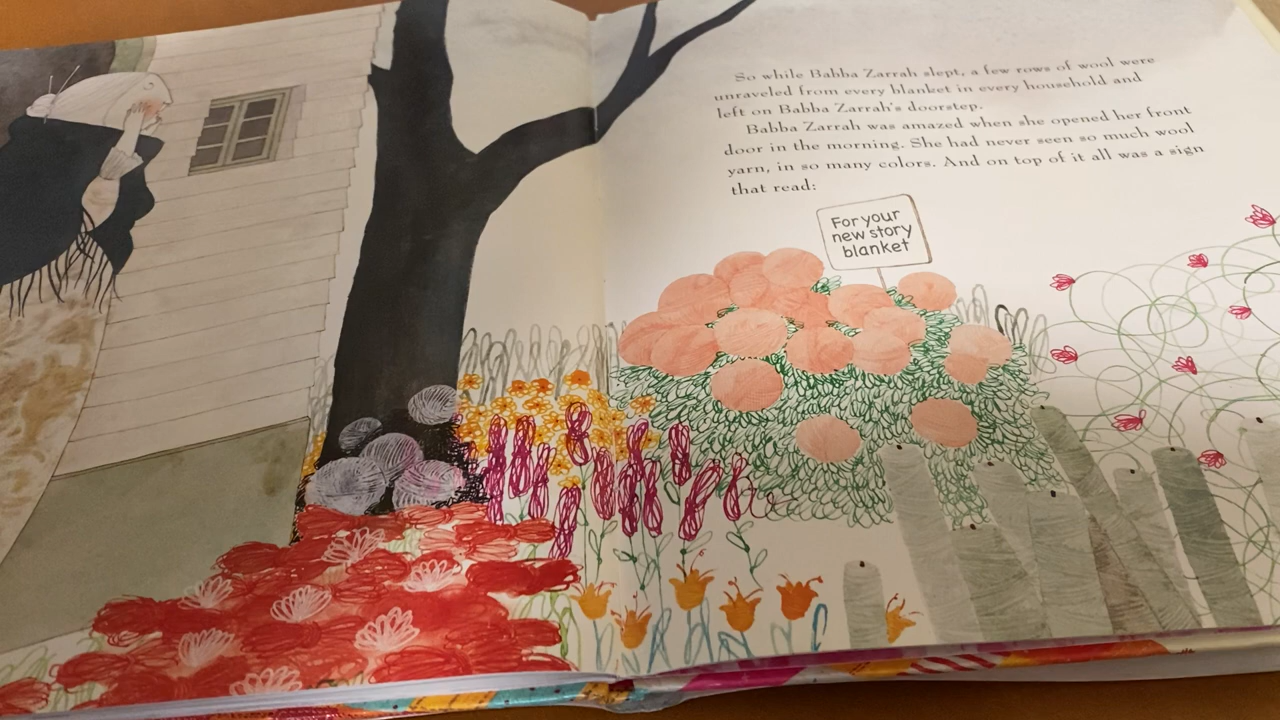 So while Babba Zarrah slept, a few rows of wool were
unraveled from every blanket in every household and
left on Babba Zarrah's doorstep.
Babba Zarrah was amazed when she opened her front
door in the morning. She had never seen so much wool
yarn, in so many colors. And on top of it all was a sign
that read:
For your
new story
blanket